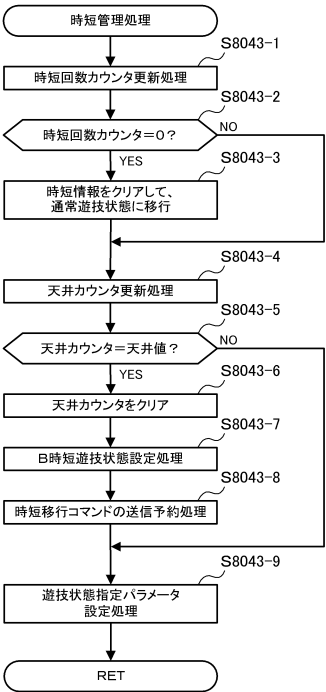 時短管理処理
S8043-1
時短回数カウンタ更新処理
S8043-2
時短回数カウンタ＝0？
NO
YES
S8043-3
時短情報をクリアして、
通常遊技状態に移行
S8043-4
天井カウンタ更新処理
S8043-5
天井カウンタ＝天井値？
NO
YES
S8043-6
天井カウンタをクリア
S8043-7
B時短遊技状態設定処理
S8043-8
時短移行コマンドの送信予約処理
S8043-9
遊技状態指定パラメータ
設定処理
RET